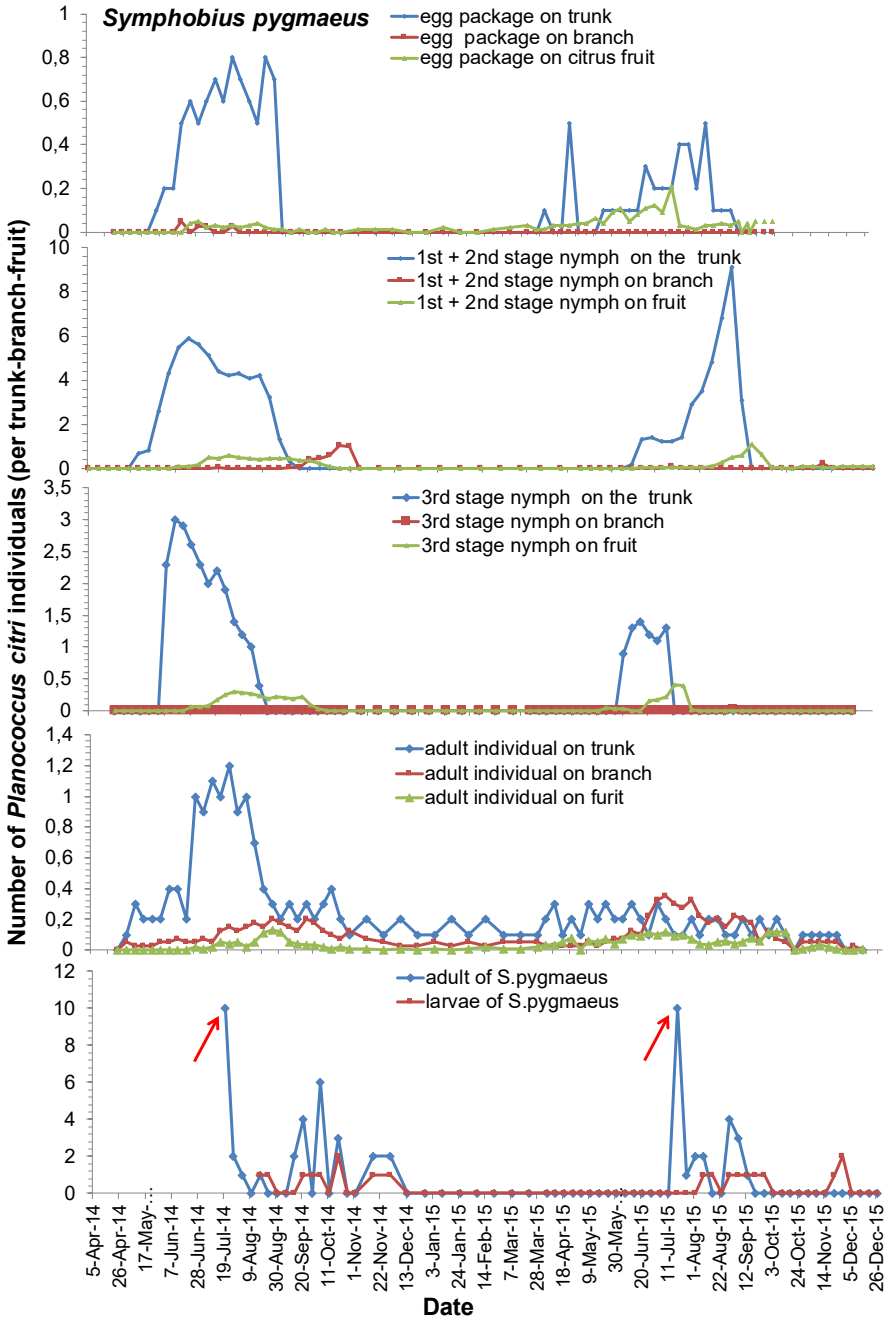 Symphobius pygmaeus
egg package on trunk
egg package on branch
egg package on citrus fruit
1
0,8
0,6
0,4
0,2
0
1st + 2nd stage nymph on the trunk
1st + 2nd stage nymph on branch
1st + 2nd stage nymph on fruit
10
8
6
4
2
0
3rd stage nymph on the trunk
3rd stage nymph on branch
3rd stage nymph on fruit
3,5
3
2,5
2
1,5
1
0,5
0
adult individual on trunk
adult individual on branch
adult individual on furit
1,4
1,2
1
0,8
0,6
0,4
0,2
0
adult of S.pygmaeus
larvae of S.pygmaeus
12
10
8
6
4
2
0
Number of Planococcus citri individuals (per trunk-branch-fruit)
5-Apr-14
26-Apr-14
17-May-...
7-Jun-14
28-Jun-14
19-Jul-14
9-Aug-14
30-Aug-14
20-Sep-14
11-Oct-14
1-Nov-14
22-Nov-14
13-Dec-14
3-Jan-15
24-Jan-15
14-Feb-15
7-Mar-15
28-Mar-15
18-Apr-15
9-May-15
30-May-...
20-Jun-15
11-Jul-15
1-Aug-15
22-Aug-15
12-Sep-15
3-Oct-15
24-Oct-15
14-Nov-15
5-Dec-15
26-Dec-15
Date